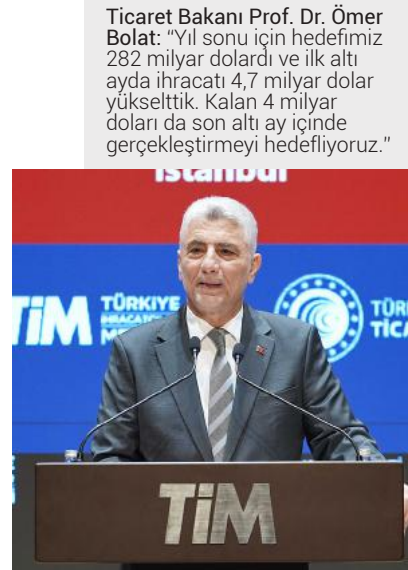 Ticaret Bakanı Prof. Dr. Ömer
Bolat: “Yıl sonu için hedefimiz
282 milyar dolardı ve ilk altı
ayda ihracatı 4,7 milyar dolar
yükselttik. Kalan 4 milyar
doları da son altı ay içinde
gerçekleştirmeyi hedefliyoruz.”
İstanbul
TİM TÜRKİYE
TİM